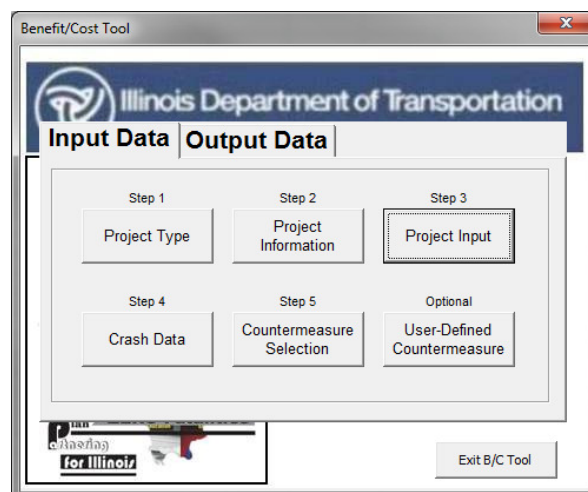 Benefit/Cost Tool
Illinois Department of Transportation
Input Data
Output Data
Step 1
Step 2
Step 3
Project Type
Project
Information
Project Input
Step 4
Step 5
Optional
Crash Data
Countermeasure
Selection
User-Defined
Countermeasure
Plan
Partnering
for Illinois
Exit B/C Tool